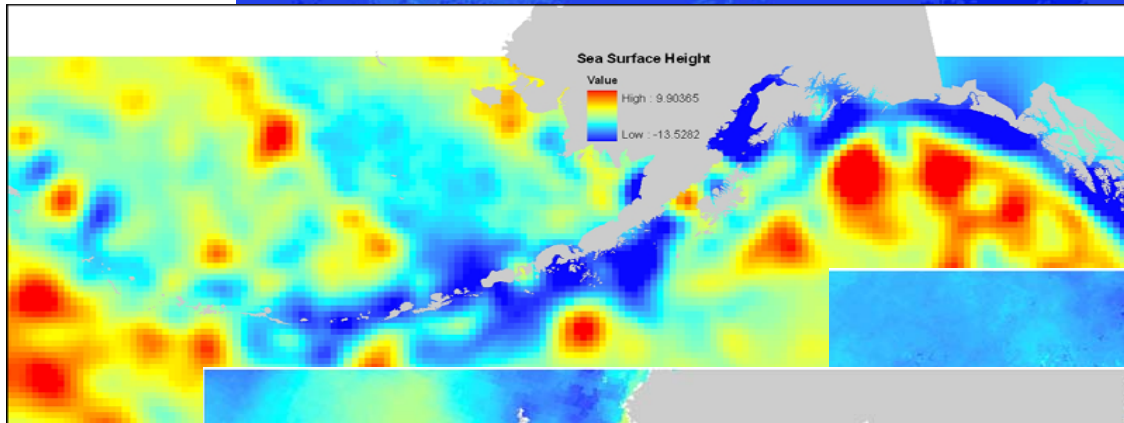 Sea Surface Height
Value
High : 9.90365
Low : -13.5282